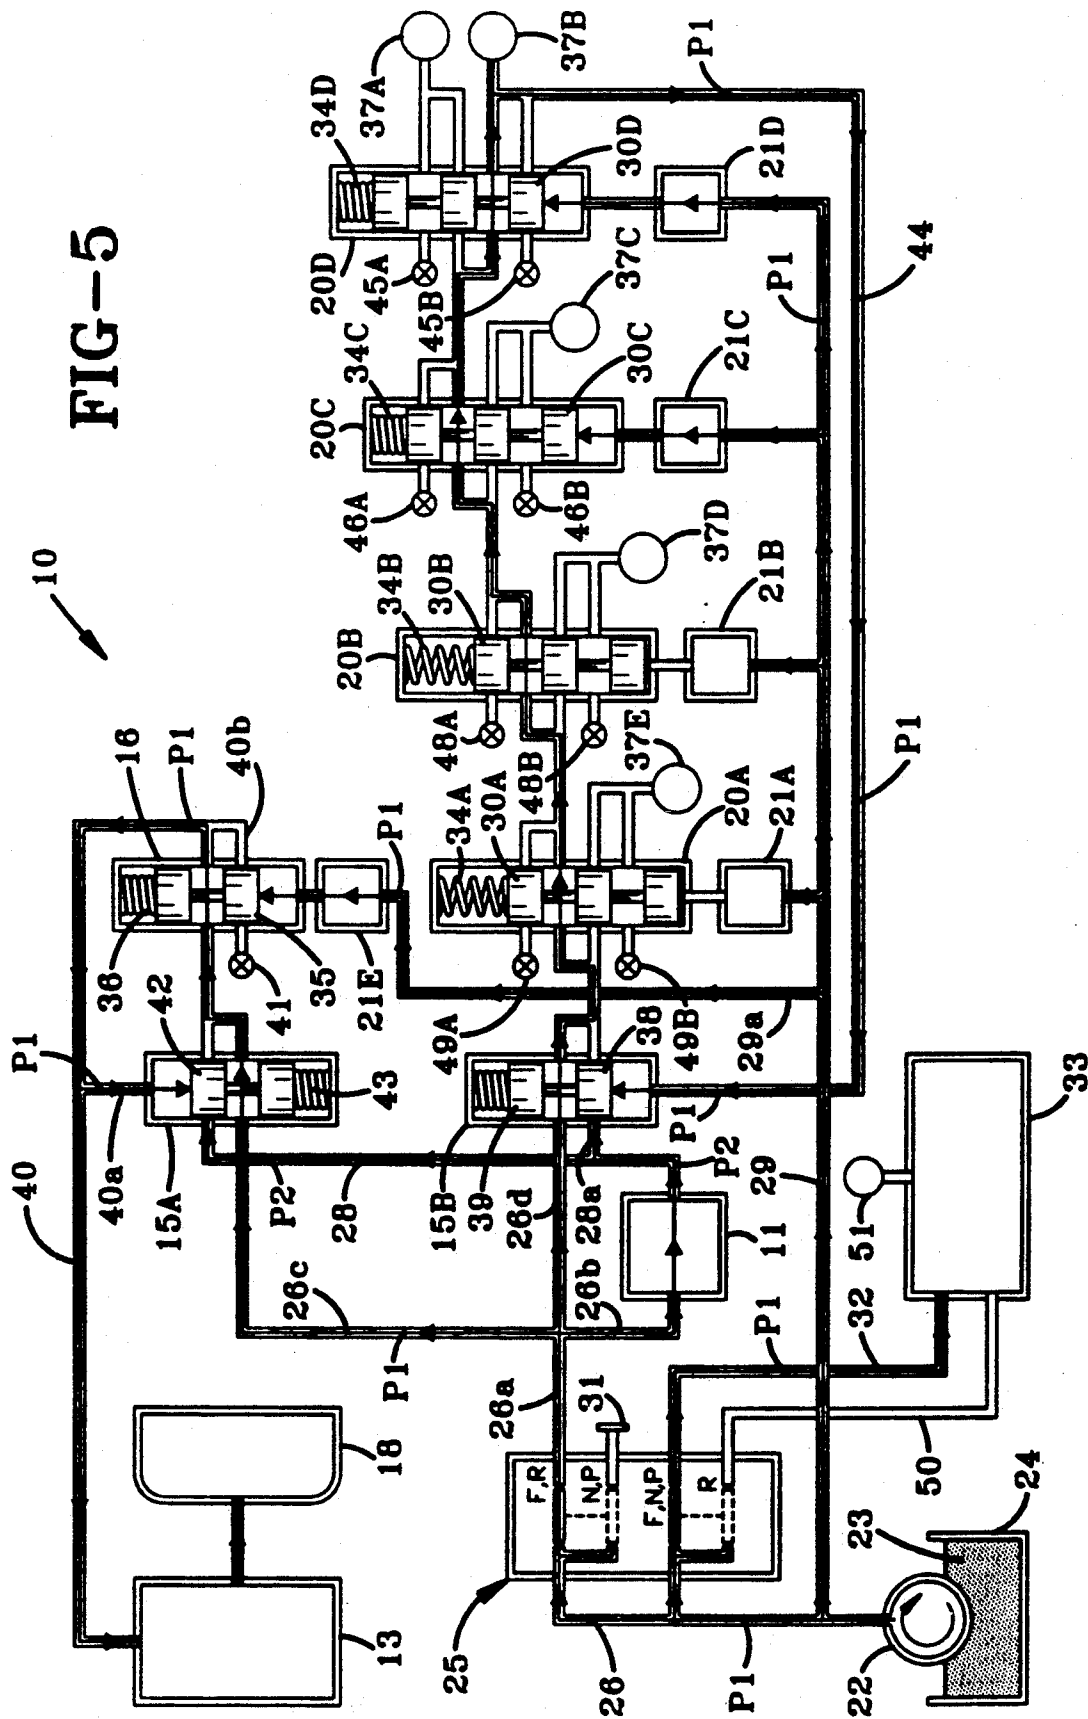 FIG-5
10
37A
37B
P1
34D
30D
21D
20D
45A
45B
37C
P1
44
34C
30C
21C
20C
46A
46B
37D
34B
30B
21B
20B
48A
48B
37E
P1
16
P1
40b
34A
30A
20A
21A
P1
36
35
21E
41
49A
49B
29a
P1
42
43
38
40a
15A
40
P2
28
15B
39
26d
28a
P1
P2
11
29
51
33
26c
P1
26b
P1
32
26a
31
18
F,R
N,P
F,N,P
R
50
24
23
13
25
26
P1
22